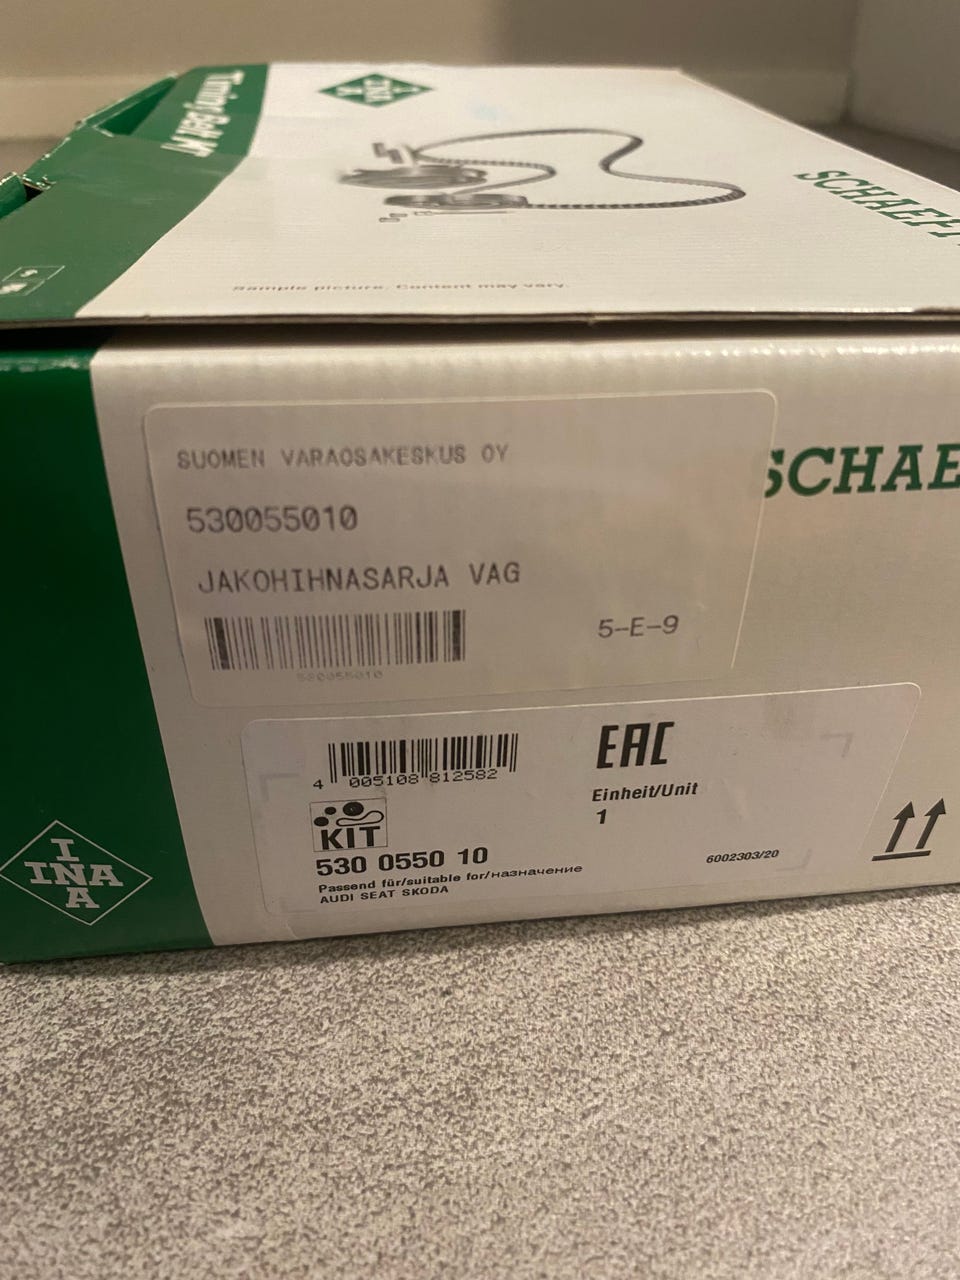 Timing Belt K
INA
SCHAEF
Sample picture. Content may vary.
SCHAE
SUOMEN VARAOSAKESKUS OY
530055010
JAKOHIHNASARJA VAG
5-E-9
530055010
EAC
4 005108 812582
Einheit/Unit
1
KIT
530 0550 10
6002303/20
Passend für/suitable for/назначение
AUDI SEAT SKODA
INA